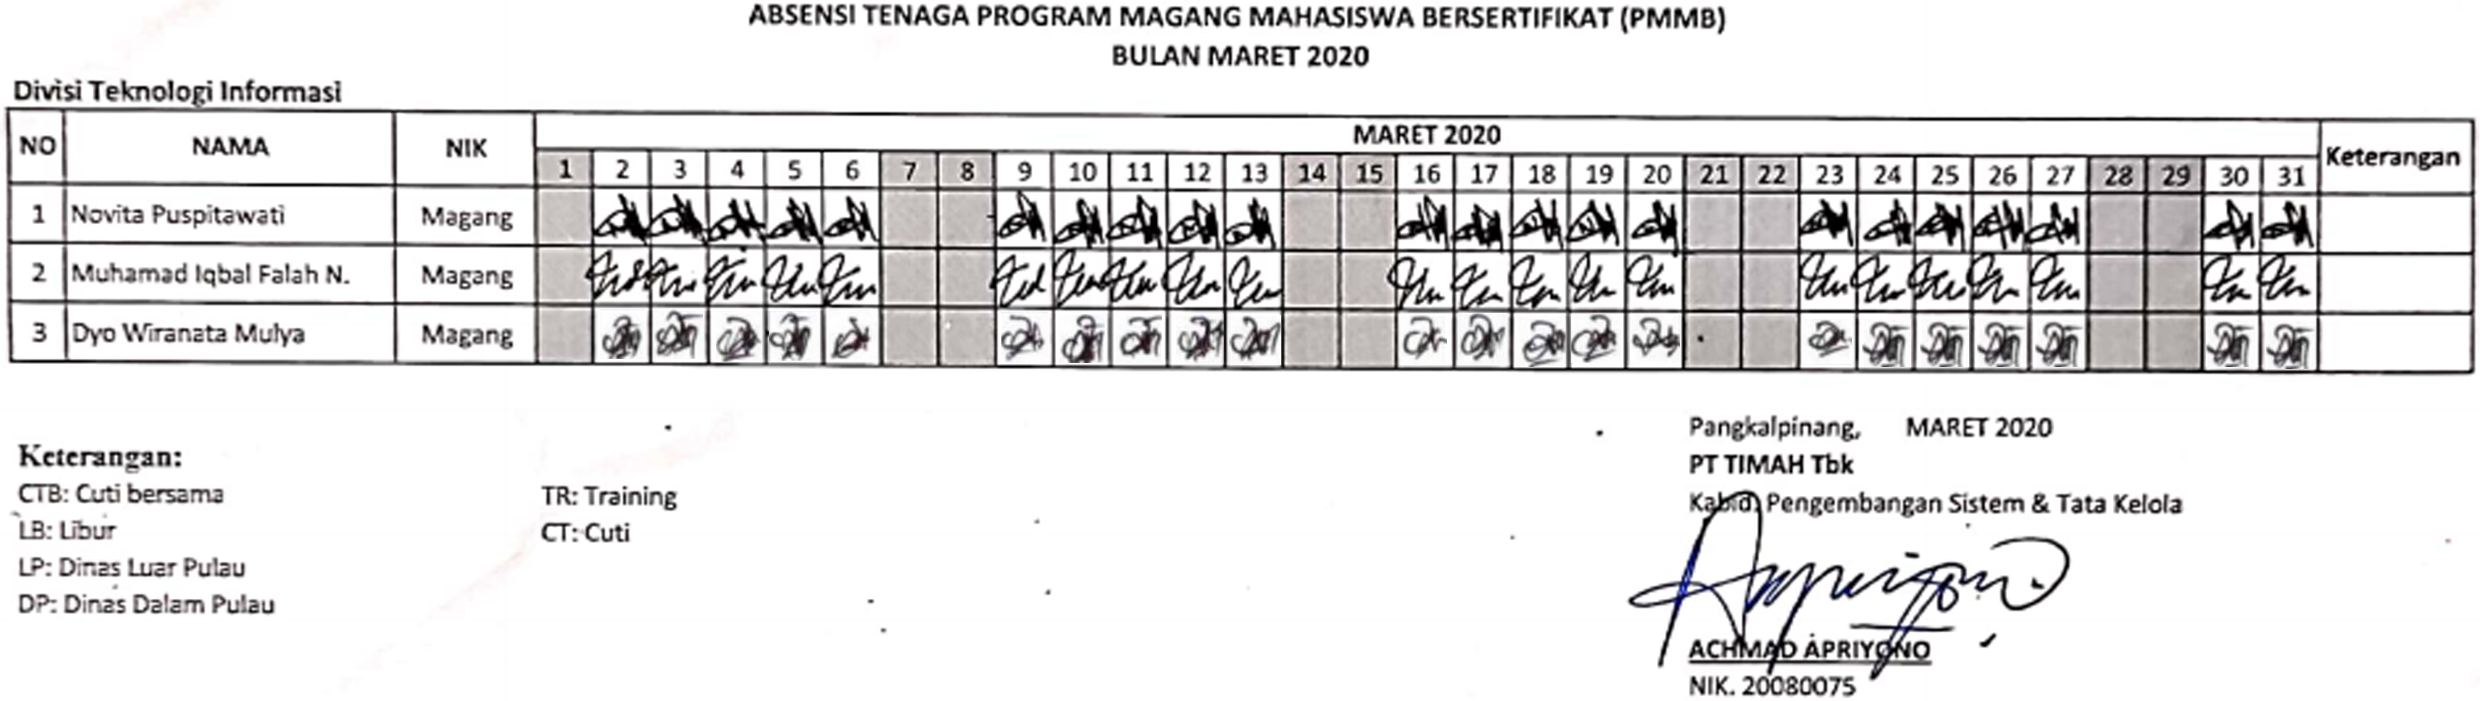 ABSENSI TENAGA PROGRAM MAGANG MAHASISWA BERSERTIFIKAT (PMMB)
BULAN MARET 2020
Divisi Teknologi Informasi
NO NAMA NIK MARET 2020 Keterangan
1 2 3 4 5 6 7 8 9 10 11 12 13 14 15 16 17 18 19 20 21 22 23 24 25 26 27 28 29 30 31
1 Novita Puspitawati Magang
2 Muhamad Iqbal Falah N. Magang
3 Dyo Wiranata Mulya Magang
Pangkalpinang, MARET 2020
Keterangan: PT TIMAH Tbk
CTB: Cuti bersama TR: Training Kabid. Pengembangan Sistem & Tata Kelola
LB: Libur CT: Cuti
LP: Dinas Luar Pulau
DP: Dinas Dalam Pulau
ACHMAD APRIYONO
NIK. 20080075